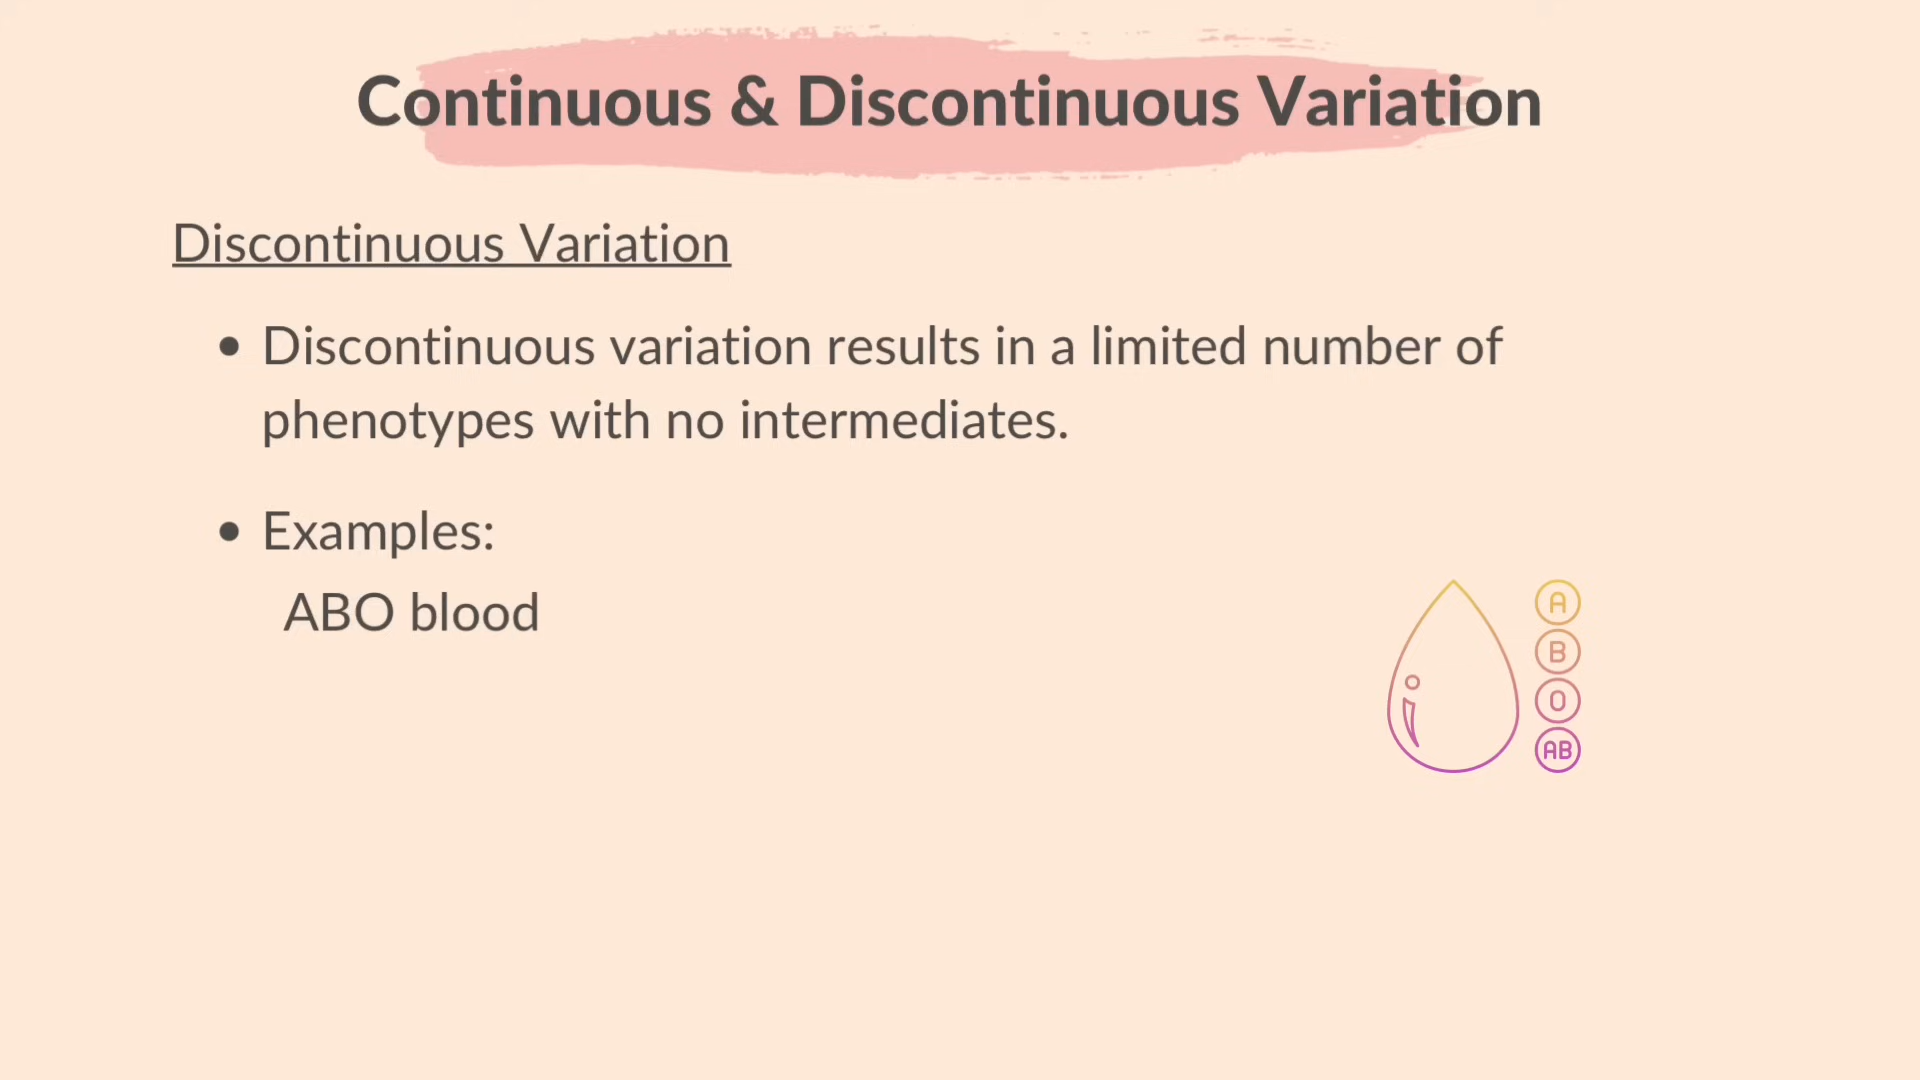 Continuous & Discontinuous Variation
Discontinuous Variation
• Discontinuous variation results in a limited number of
phenotypes with no intermediates.
• Examples:
ABO blood
A
B
O
AB